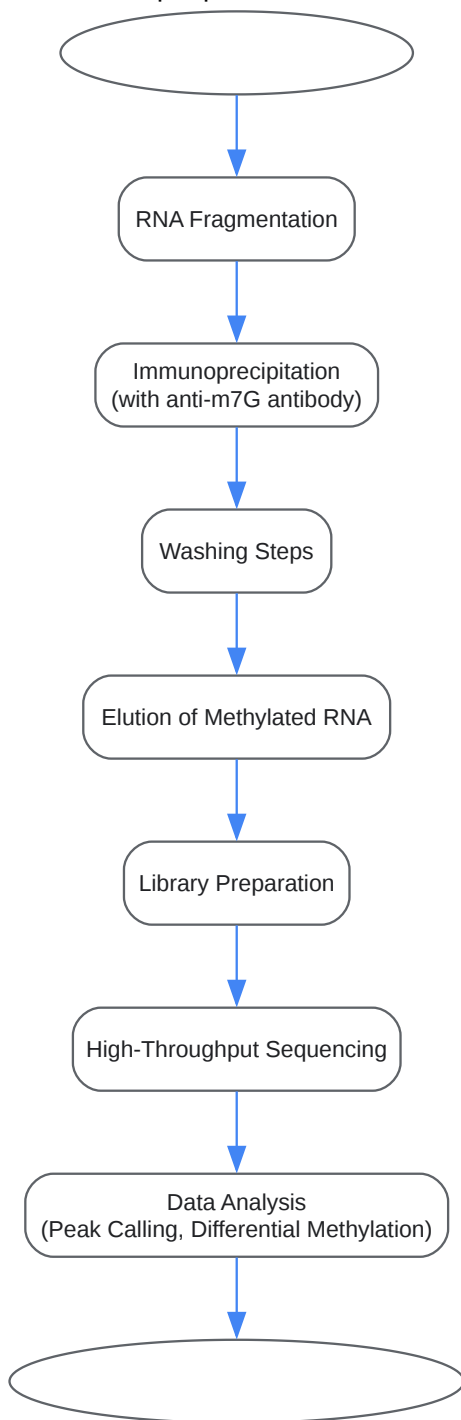 RNA Fragmentation
Immunoprecipitation
(with anti-m7G antibody)
Washing Steps
Elution of Methylated RNA
Library Preparation
High-Throughput Sequencing
Data Analysis
(Peak Calling, Differential Methylation)